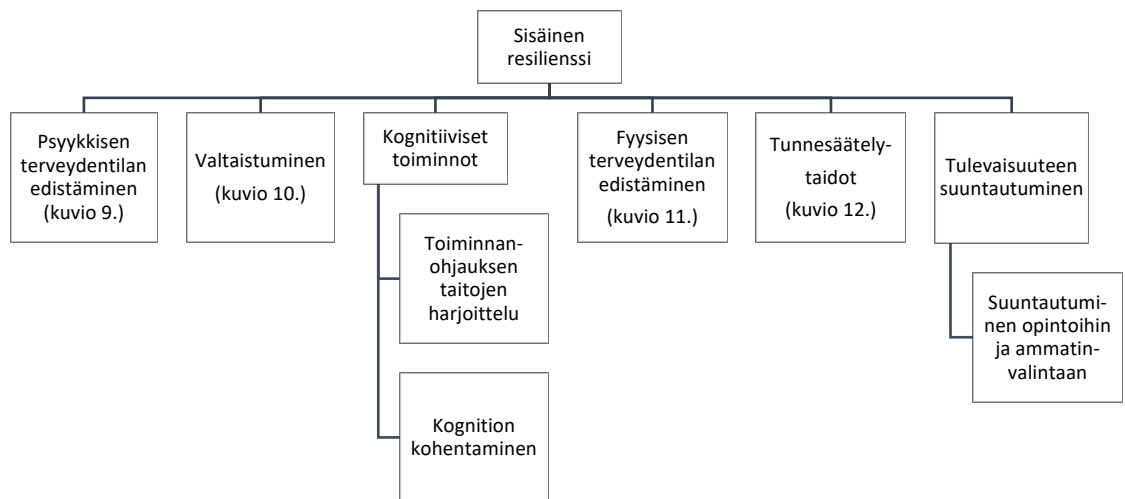 Sisäinen
resilienssi
Psyykkisen
terveydentilan
edistäminen
(kuvio 9.)
Valtaistuminen
(kuvio 10.)
Kognitiiviset
toiminnot
Toiminnan-
ohjauksen
taitojen
harjoittelu
Kognition
kohentaminen
Fyysisen
terveydentilan
edistäminen
(kuvio 11.)
Tunnesäätely-
taidot
(kuvio 12.)
Tulevaisuuteen
suuntautuminen
Suuntautumi-
nen opintoihin
ja ammatin-
valintaan